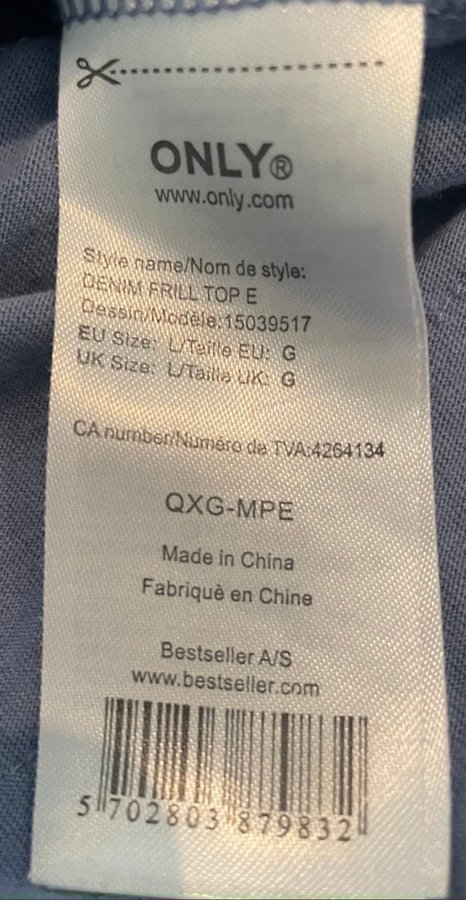 ONLY®
www.only.com
Style name/Nom de style:
DENIM FRILL TOP E
Dessin/Modèle:15039517
EU Size: L/Taille EU: G
UK Size: L/Taille UK: G
CA number/Numéro de TVA:4264134
QXG-MPE
Made in China
Fabriquè en Chine
Bestseller A/S
www.bestseller.com
5 702803 879832